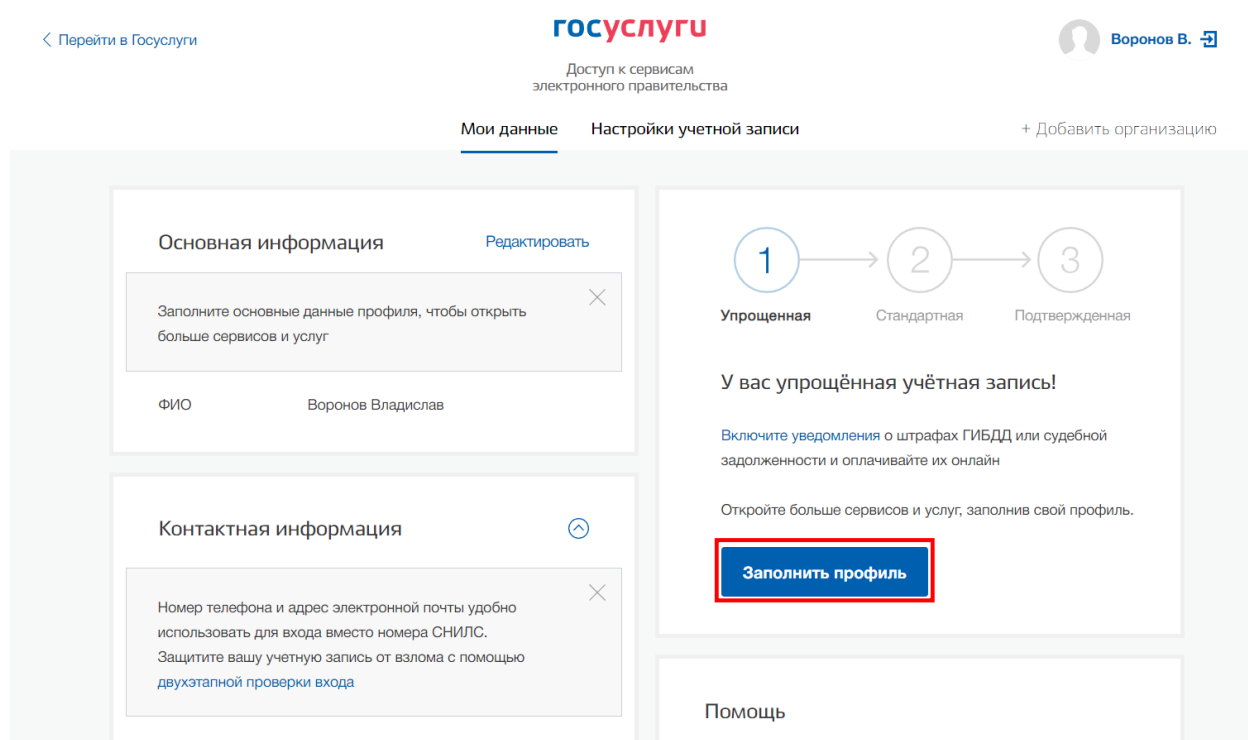 Перейти в Госуслуги
госуслуги
Воронов В.
Доступ к сервисам
электронного правительства
Мои данные
Настройки учетной записи
+ Добавить организацию
Основная информация
Редактировать
Заполните основные данные профиля, чтобы открыть
больше сервисов и услуг
ФИО
Воронов Владислав
Контактная информация
Номер телефона и адрес электронной почты удобно
использовать для входа вместо номера СНИЛС.
Защитите вашу учетную запись от взлома с помощью
двухэтапной проверки входа
1
2
3
Упрощенная
Стандартная
Подтвержденная
У вас упрощённая учётная запись!
Включите уведомления о штрафах ГИБДД или судебной
задолженности и оплачивайте их онлайн
Откройте больше сервисов и услуг, заполнив свой профиль.
Заполнить профиль
Помощь